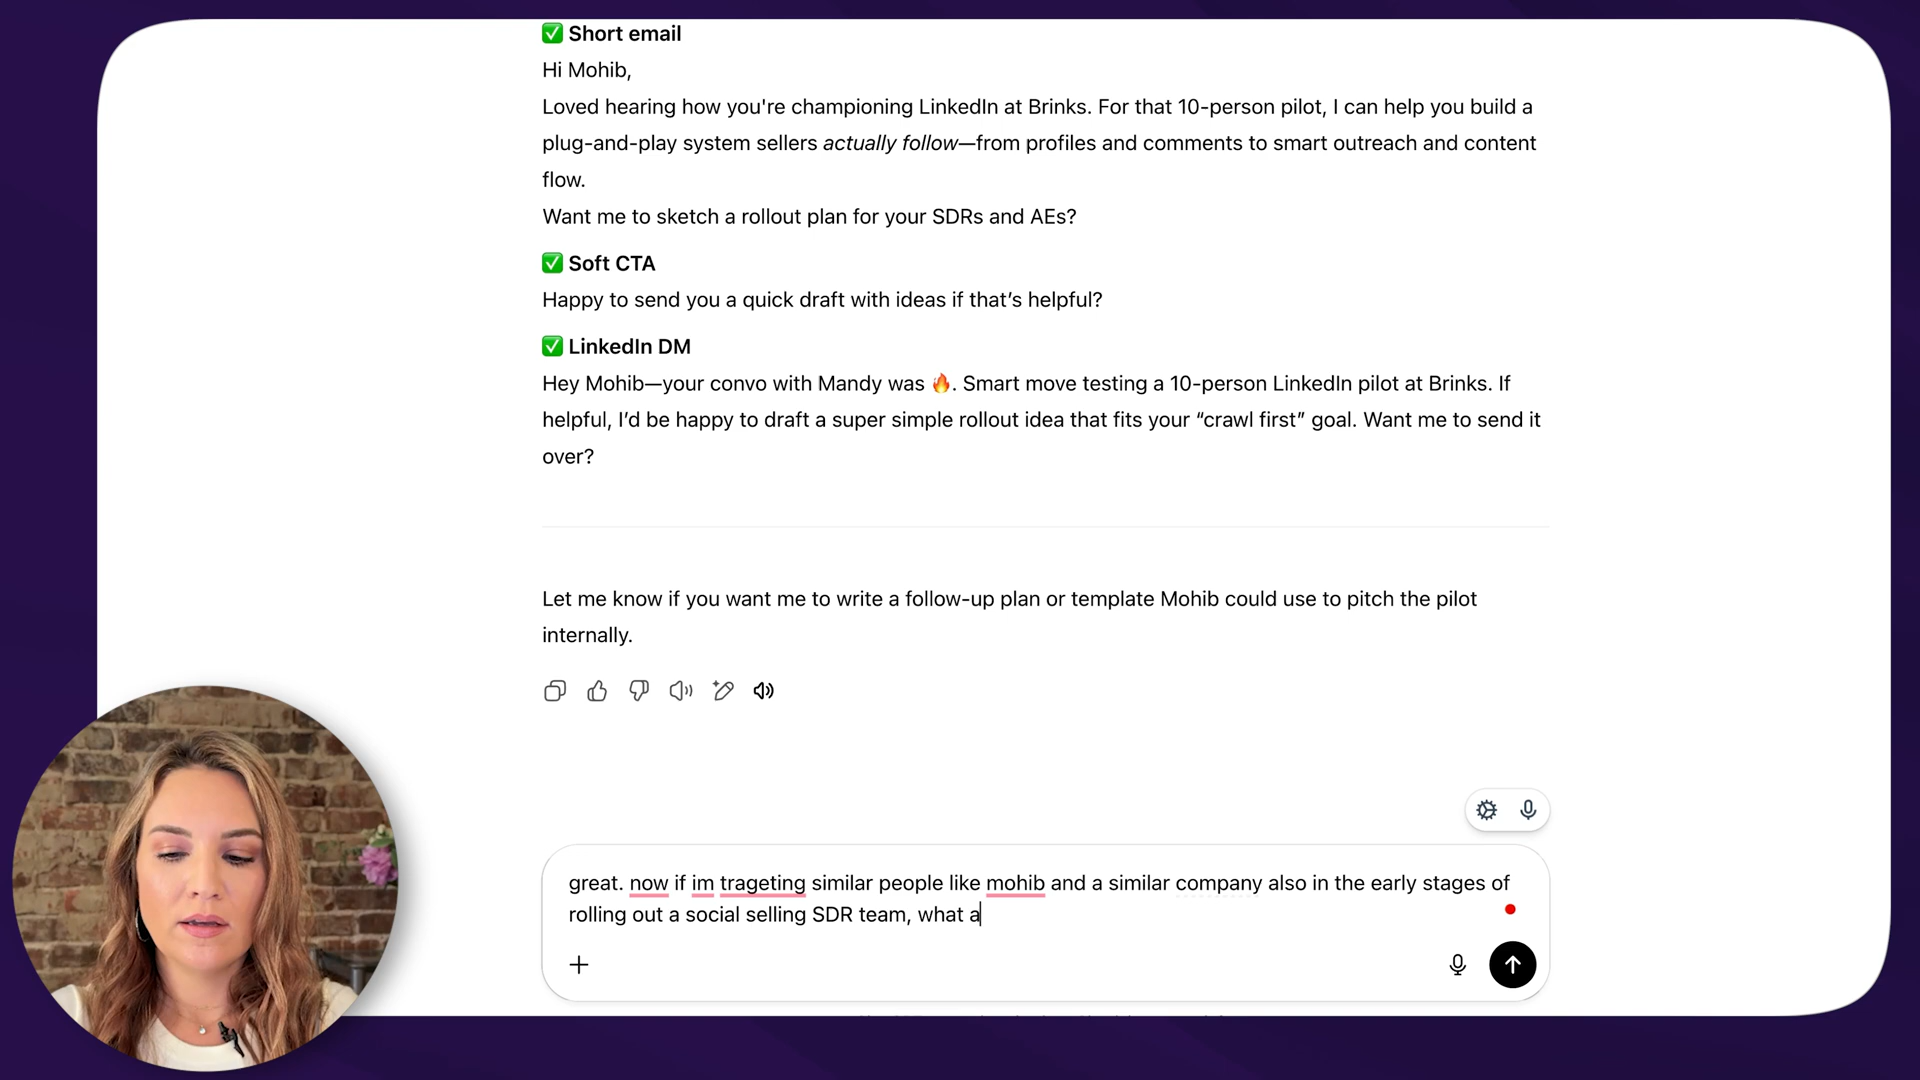 ✅ Short email
Hi Mohib,
Loved hearing how you're championing LinkedIn at Brinks. For that 10-person pilot, I can help you build a
plug-and-play system sellers actually follow—from profiles and comments to smart outreach and content
flow.
Want me to sketch a rollout plan for your SDRs and AEs?
✅ Soft CTA
Happy to send you a quick draft with ideas if that’s helpful?
✅ LinkedIn DM
Hey Mohib—your convo with Mandy was 🔥. Smart move testing a 10-person LinkedIn pilot at Brinks. If
helpful, I’d be happy to draft a super simple rollout idea that fits your “crawl first” goal. Want me to send it
over?
Let me know if you want me to write a follow-up plan or template Mohib could use to pitch the pilot
internally.
great. now if im trageting similar people like mohib and a similar company also in the early stages of
rolling out a social selling SDR team, what a